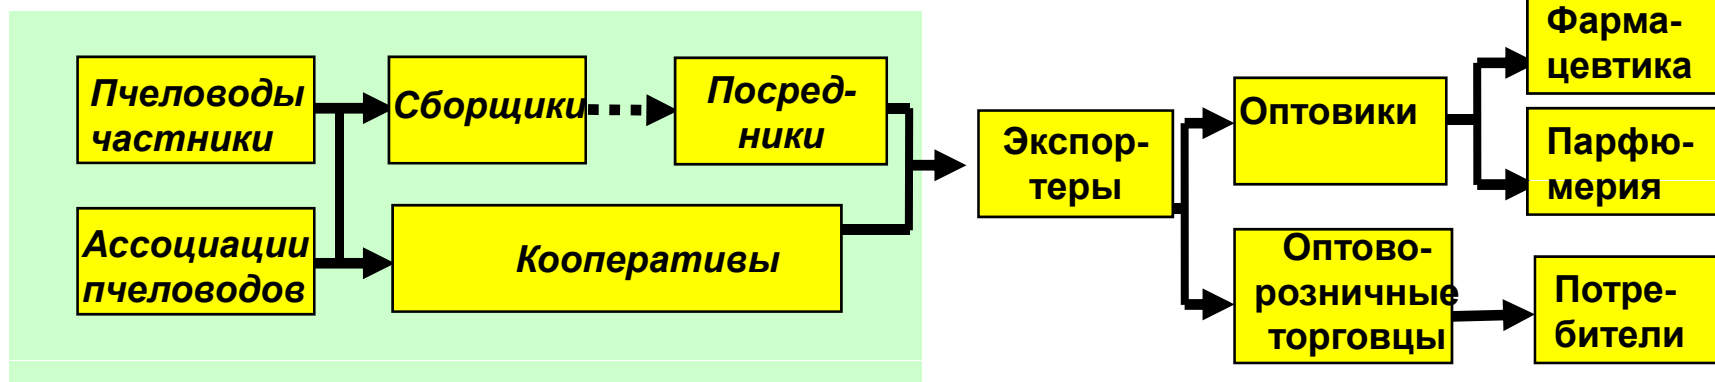 Пчеловоды
частники
Сборщики
Посред-
ники
Ассоциации
пчеловодов
Кооперативы
Экспор-
теры
Оптовики
Оптово-
розничные
торговцы
Фарма-
цевтика
Парфю-
мерия
Потре-
бители